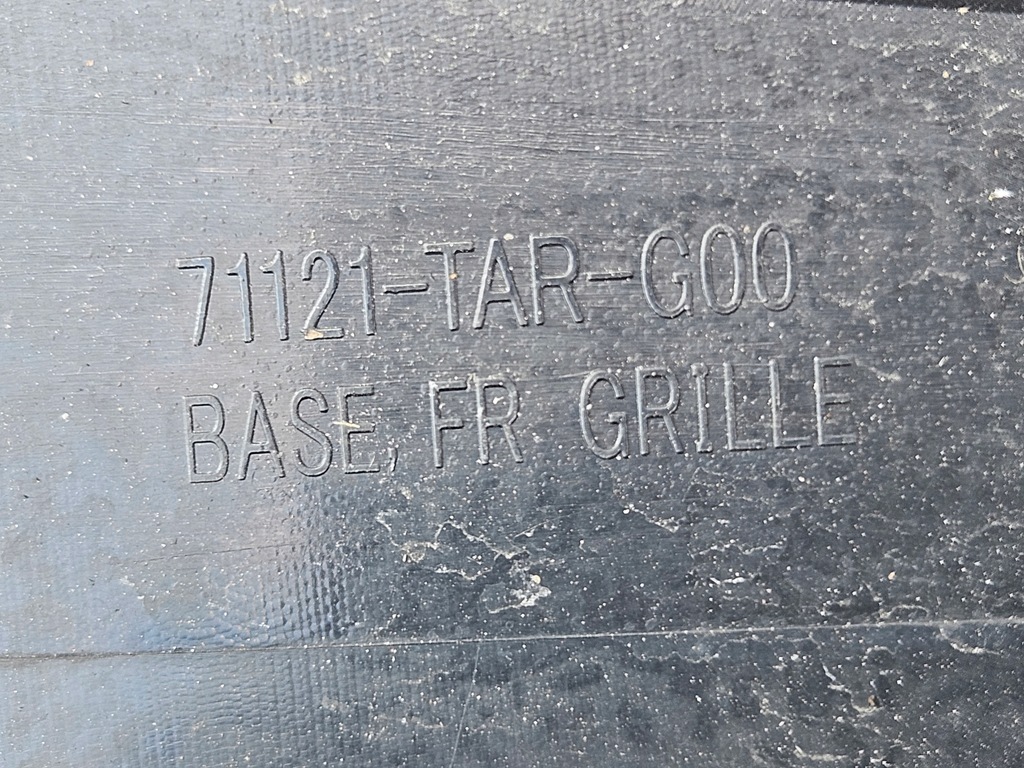 71121-TAR-G00
BASE, FR GRILLE